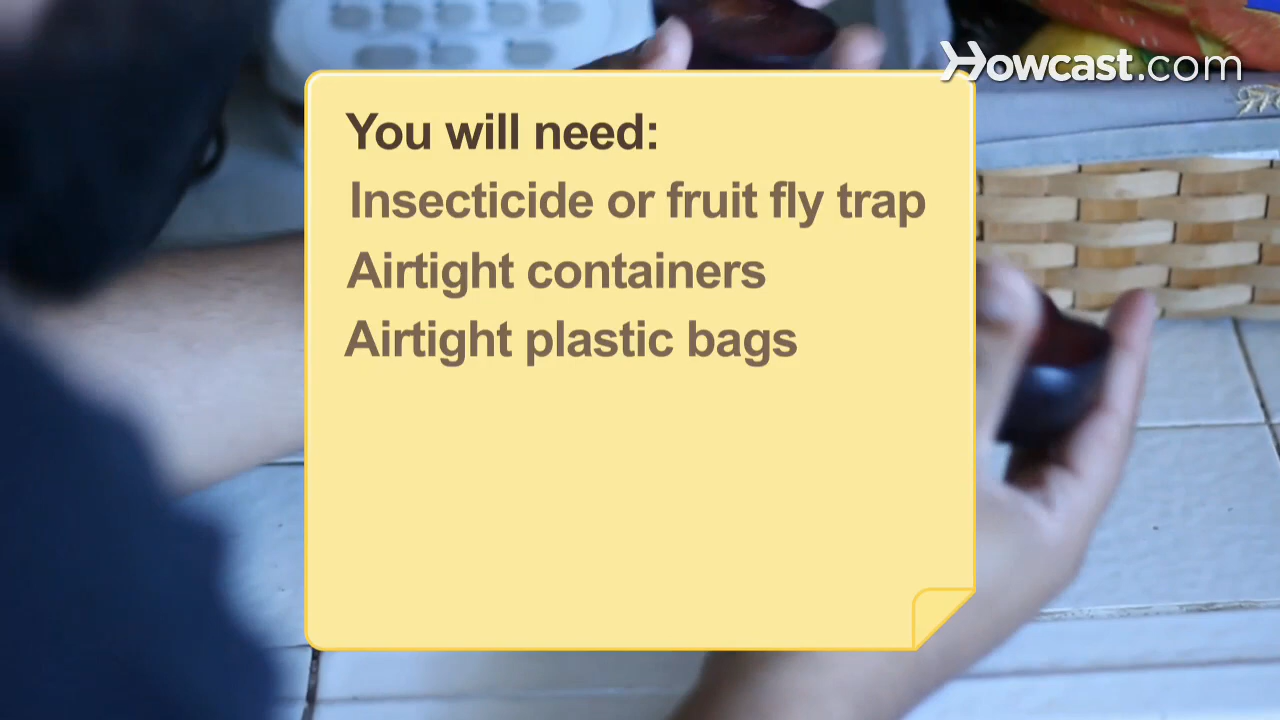 Howcast.com
You will need:
Insecticide or fruit fly trap
Airtight containers
Airtight plastic bags